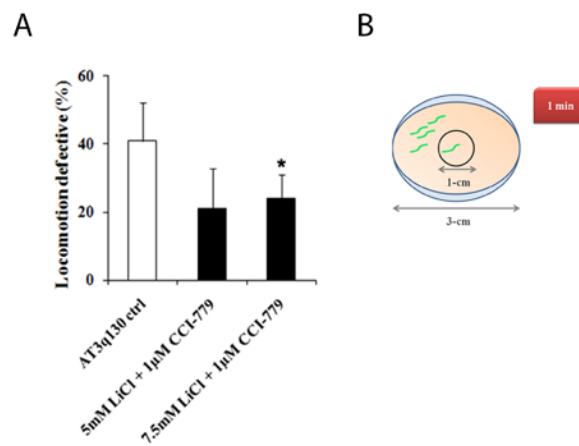 A
Locomotion defective (%)
60
40
20
0
*
AT3q130 ctrl
5mM LiCl + 1μM CCI-779
7.5mM LiCl + 1μM CCI-779
B
1 min
1-cm
3-cm